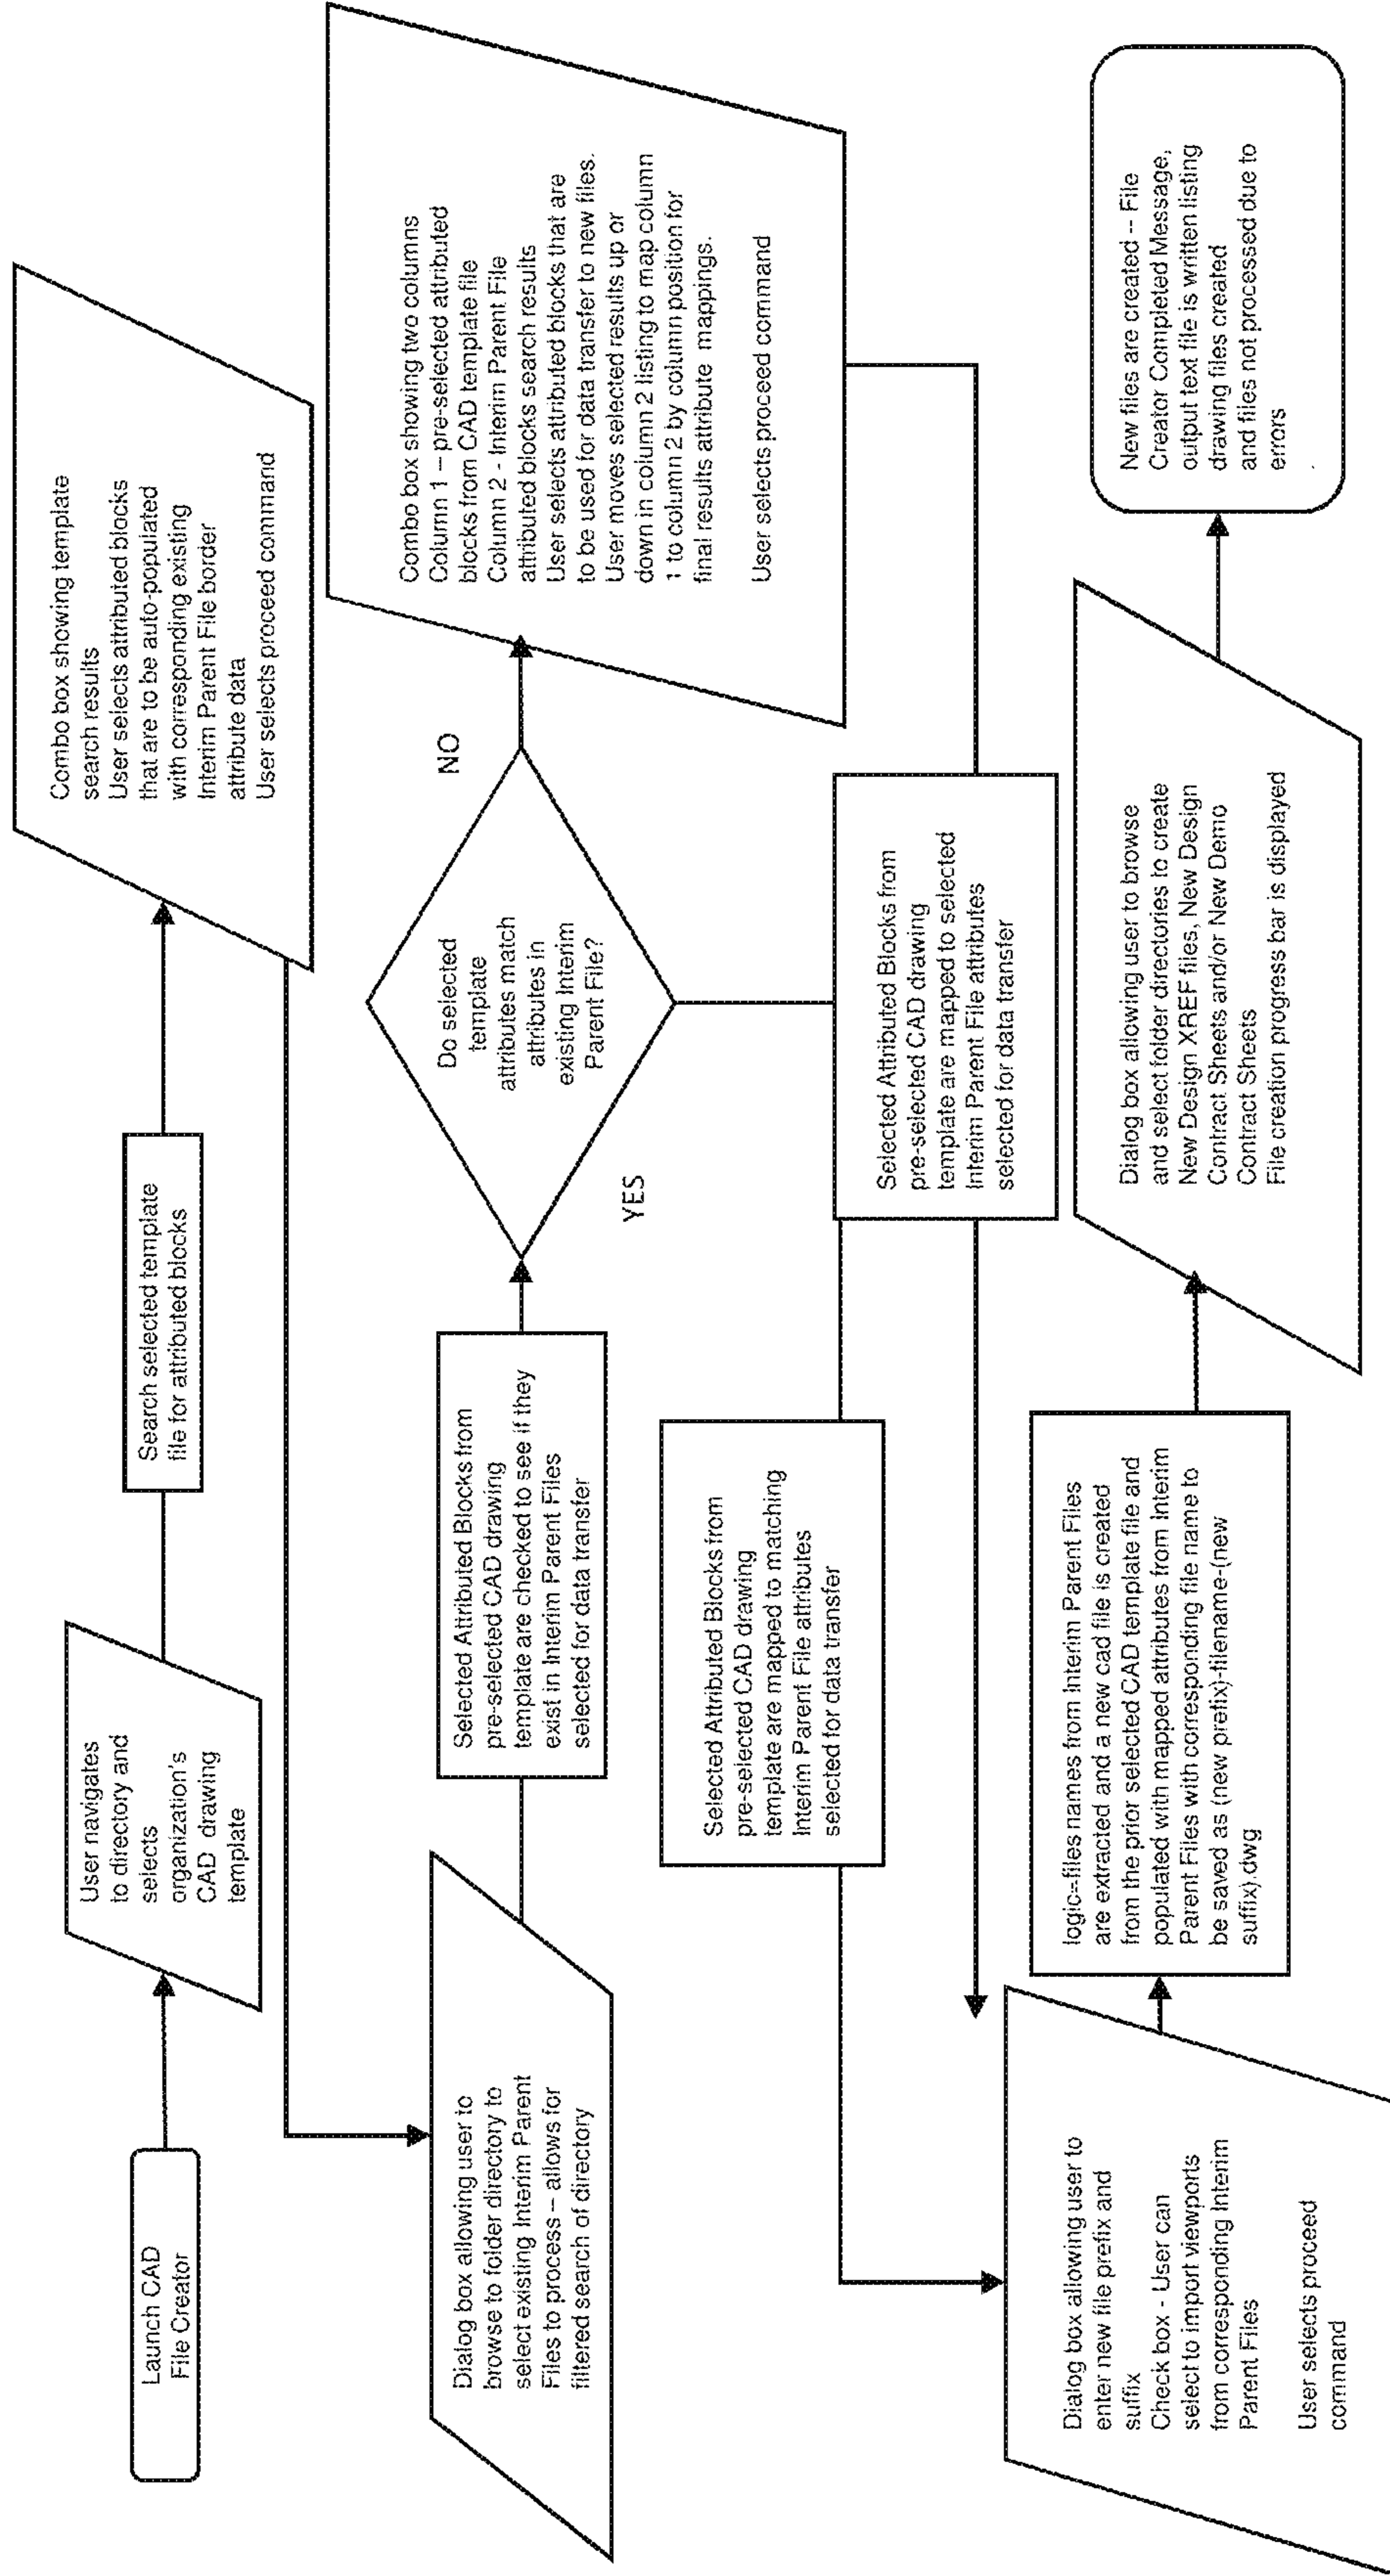 Launch CAD
File Creator
User navigates
to directory and
selects
organization's
CAD drawing
template
Search selected template
file for attributed blocks
Combo box showing template
search results
User selects attributed blocks
that are to be auto-populated
with corresponding existing
Interim Parent File border
attribute data
User selects proceed command
Dialog box allowing user to
browse to folder directory to
select existing Interim Parent
Files to process – allows for
filtered search of directory
Selected Attributed Blocks from
pre-selected CAD drawing
template are checked to see if they
exist in Interim Parent Files
selected for data transfer
Do selected
template
attributes match
attributes in
existing Interim
Parent File?
NO
YES
Combo box showing two columns
Column 1 – pre-selected attributed
blocks from CAD template file
Column 2 - Interim Parent File
attributed blocks search results
User selects attributed blocks that are
to be used for data transfer to new files.
User moves selected results up or
down in column 2 listing to map column
1 to column 2 by column position for
final results attribute mappings.
User selects proceed command
Selected Attributed Blocks from
pre-selected CAD drawing
template are mapped to matching
Interim Parent File attributes
selected for data transfer
Selected Attributed Blocks from
pre-selected CAD drawing
template are mapped to selected
Interim Parent File attributes
selected for data transfer
Dialog box allowing user to
enter new file prefix and
suffix
Check box - User can
select to import viewports
from corresponding Interim
Parent Files
User selects proceed
command
logic=files names from Interim Parent Files
are extracted and a new cad file is created
from the prior selected CAD template file and
populated with mapped attributes from Interim
Parent Files with corresponding file name to
be saved as (new prefix)-filename-(new
suffix).dwg
Dialog box allowing user to browse
and select folder directories to create
New Design XREF files, New Design
Contract Sheets and/or New Demo
Contract Sheets
File creation progress bar is displayed
New files are created -- File
Creator Completed Message,
output text file is written listing
drawing files created
and files not processed due to
errors
.